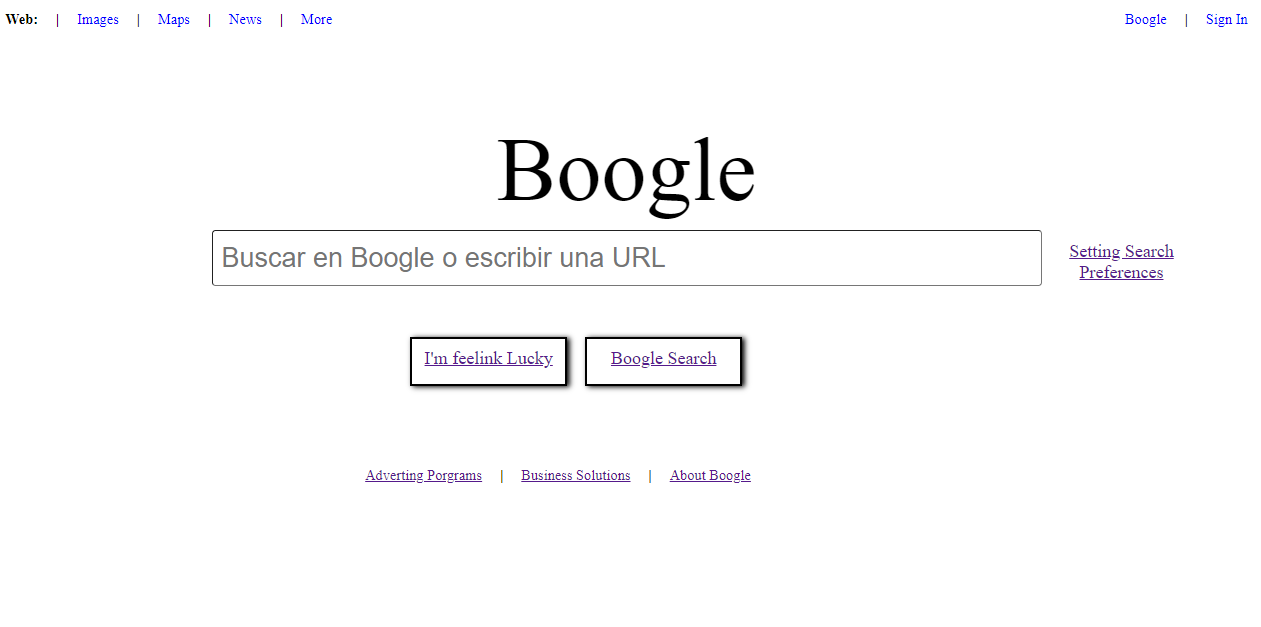 Web: | Images | Maps | News | More Boogle | Sign In
Boogle
Buscar en Boogle o escribir una URL
Setting Search
Preferences
I'm feelink Lucky Boogle Search
Adverting Porgrams | Business Solutions | About Boogle